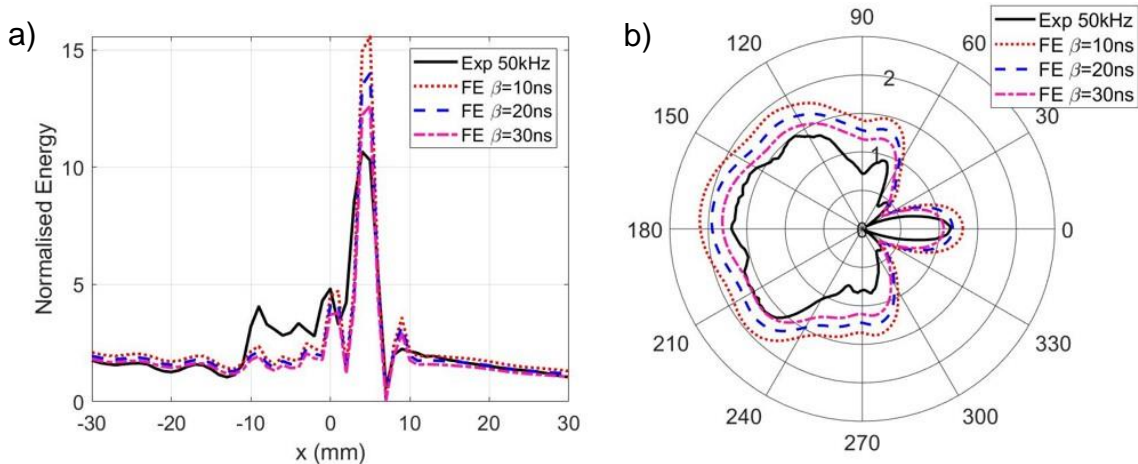 a)
Normalised Energy
15
10
5
0
-30
-20
-10
0
10
20
30
x (mm)
Exp 50kHz
FE β=10ns
FE β=20ns
FE β=30ns
b)
90
60
30
0
330
300
270
240
210
180
150
120
2
1
0
Exp 50kHz
FE β=10ns
FE β=20ns
FE β=30ns